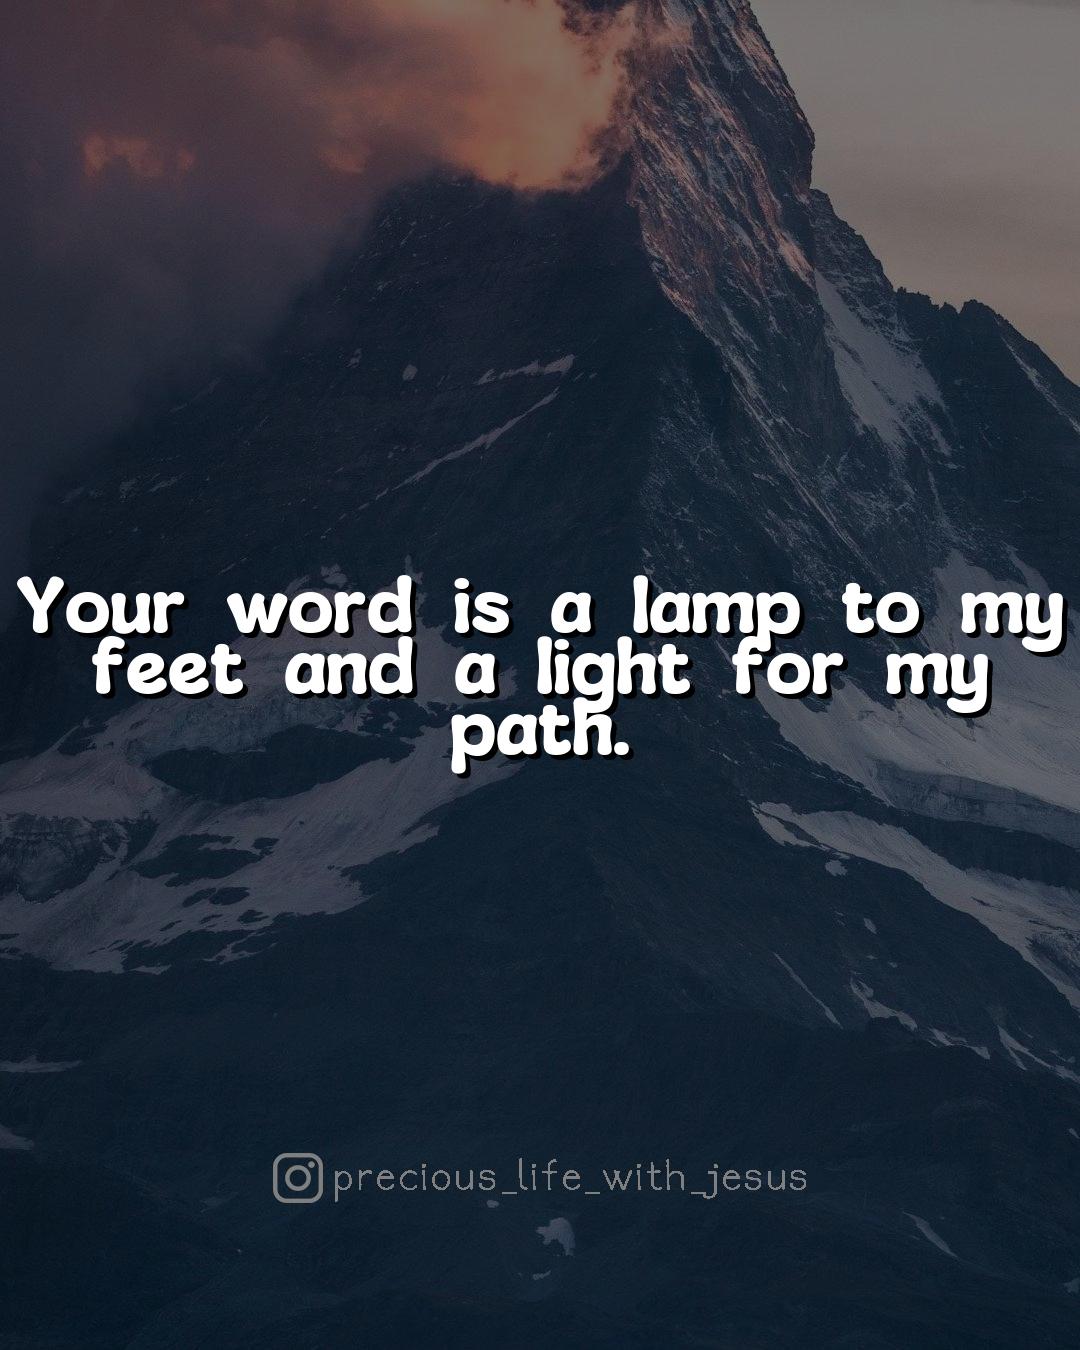 Your word is a lamp to my
feet and a light for my
path.
precious_life_with_jesus